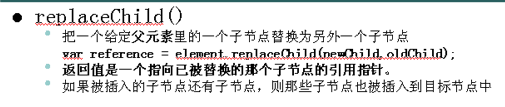 replaceChild()
把一个给定父元素里的一个子节点替换为另外一个子节点
var reference = element.replaceChild(newChild,oldChild);
返回值是一个指向已被替换的那个子节点的引用指针。
如果被插入的子节点还有子节点，则那些子节点也被插入到目标节点中